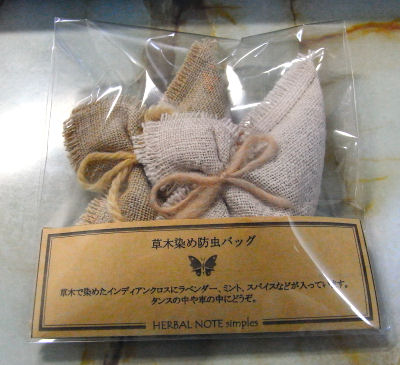 草木染め防虫バッグ
草木で染めたインディアンクロスにラベンダー、ミント、スパイスなどが入っています。
タンスの中や車の中にどうぞ。
HERBAL NOTE simples